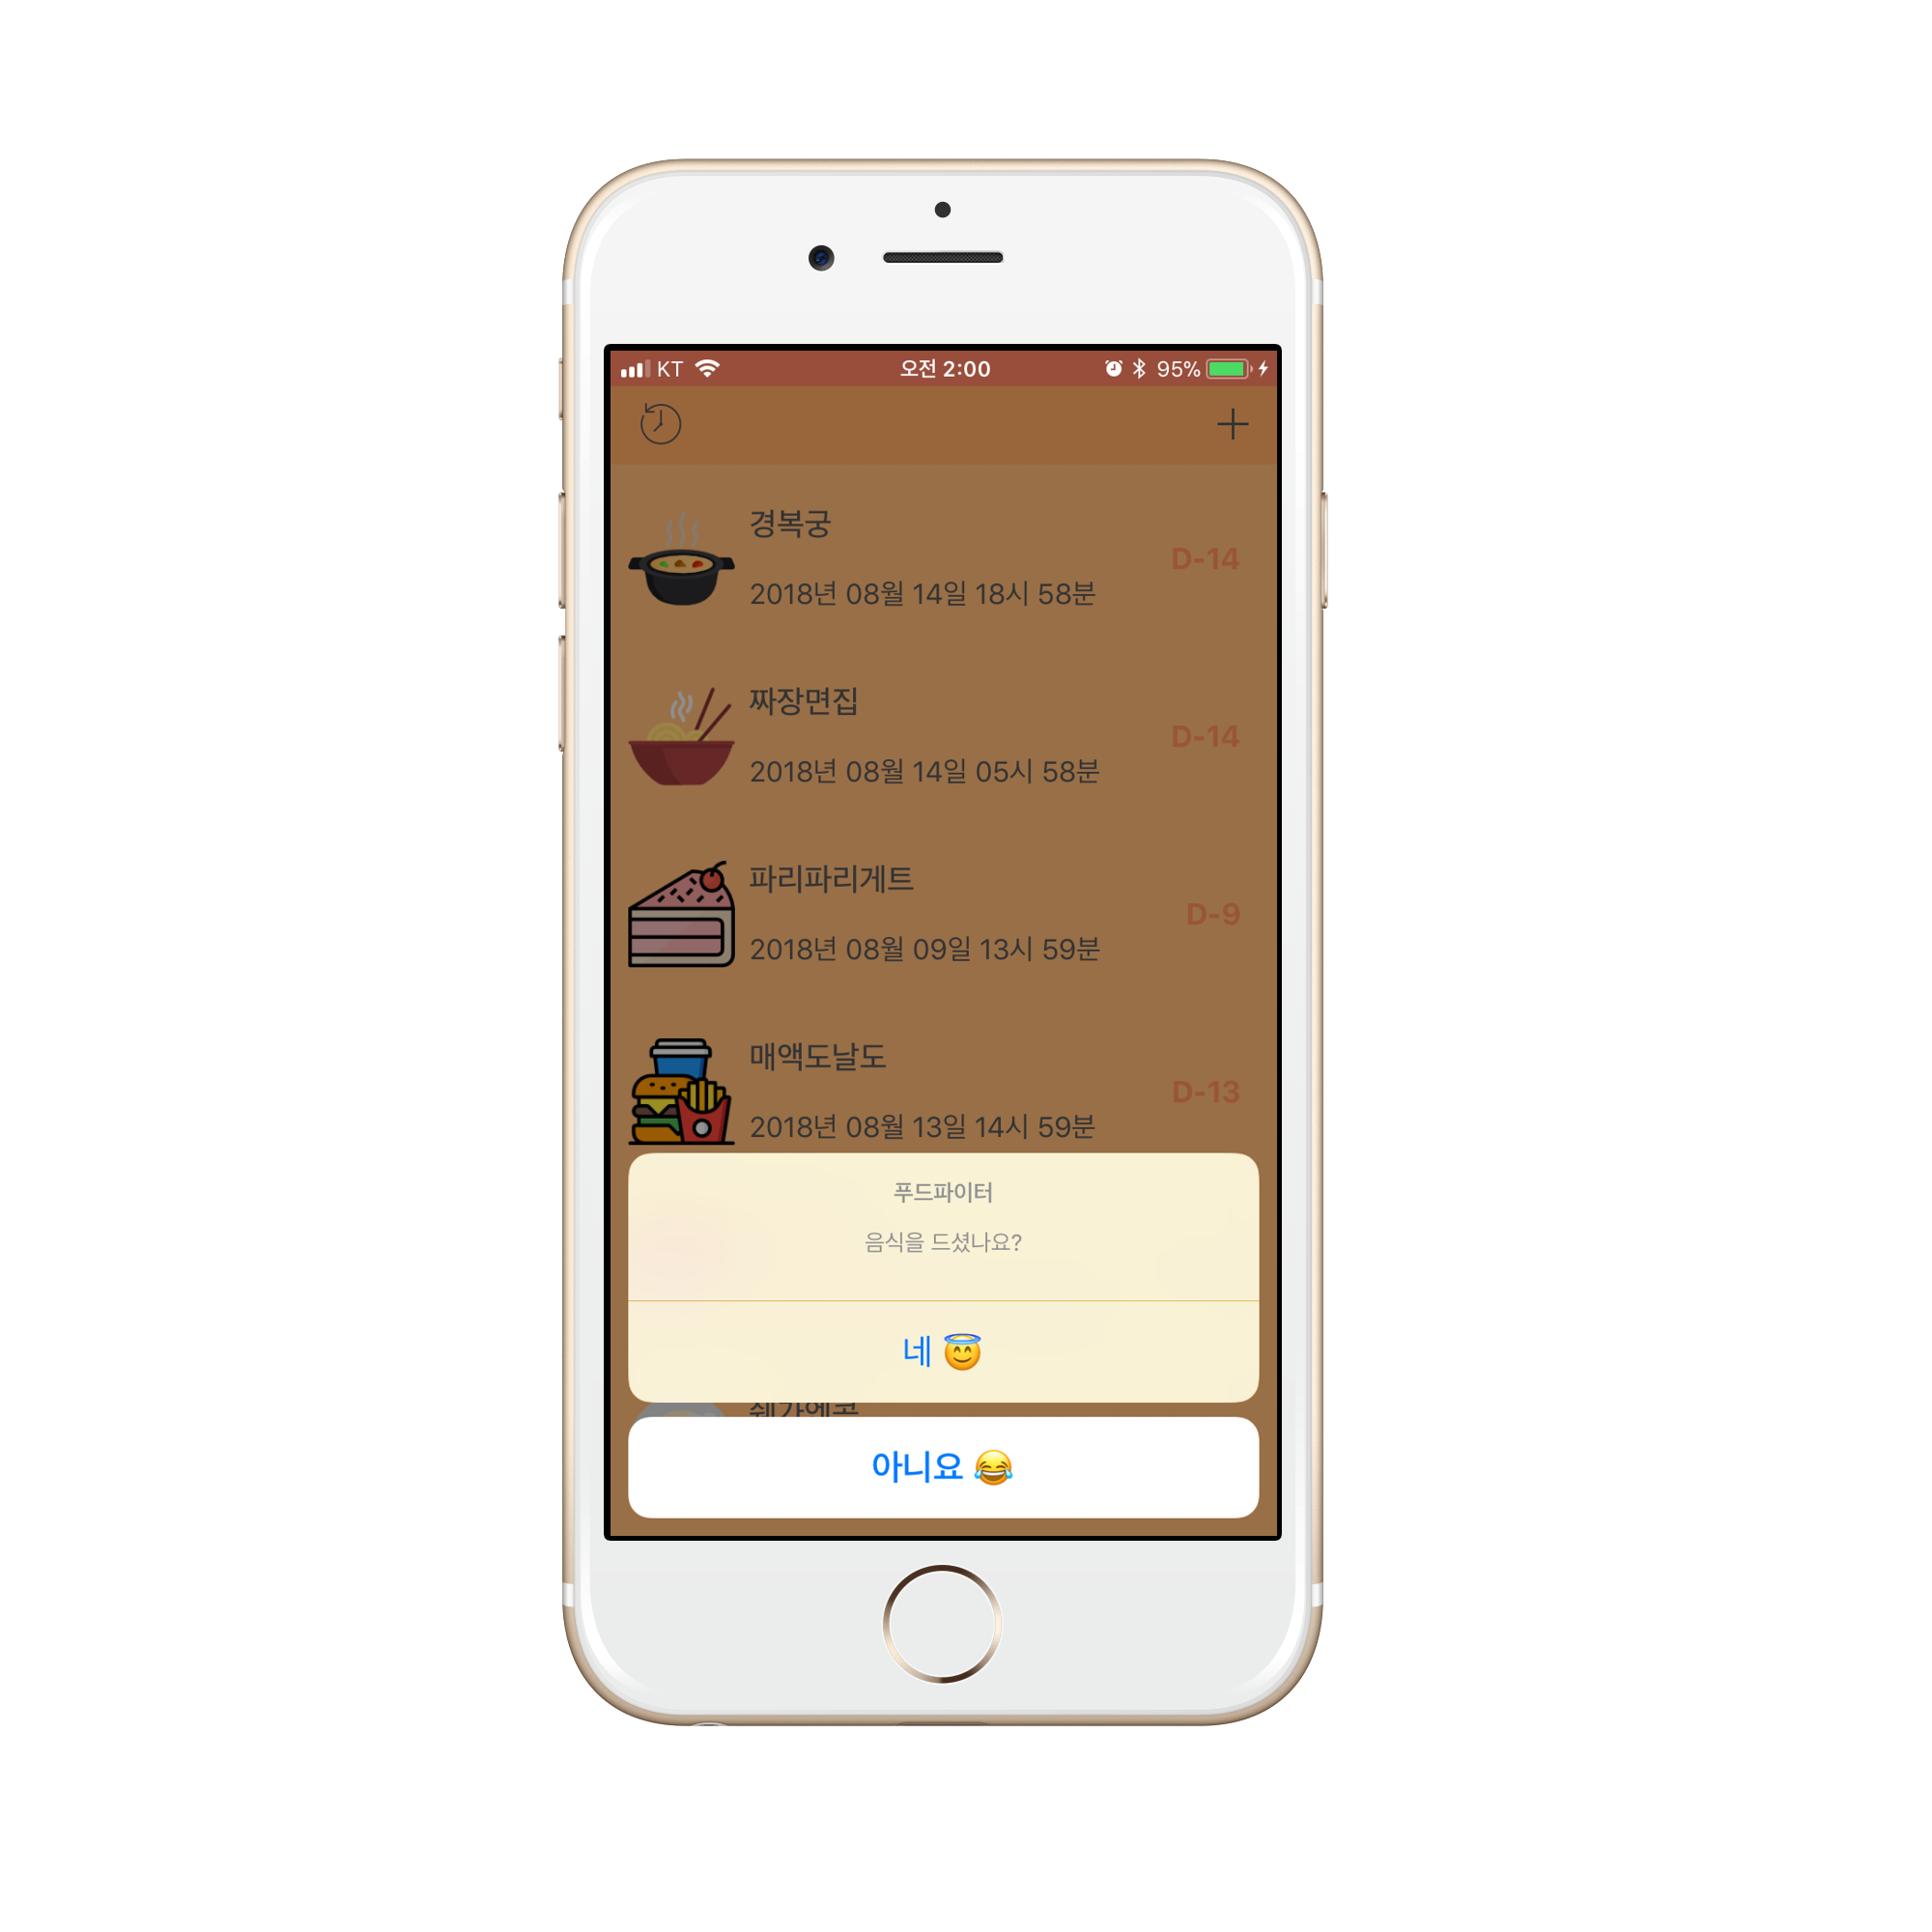 KT 오전 2:00 95%
경복궁
D-14
2018년 08월 14일 18시 58분
짜장면집
D-14
2018년 08월 14일 05시 58분
파리파리게트
D-9
2018년 08월 09일 13시 59분
매액도날도
D-13
2018년 08월 13일 14시 59분
푸드파이터
음식을 드셨나요?
네 😇
아니요 😂